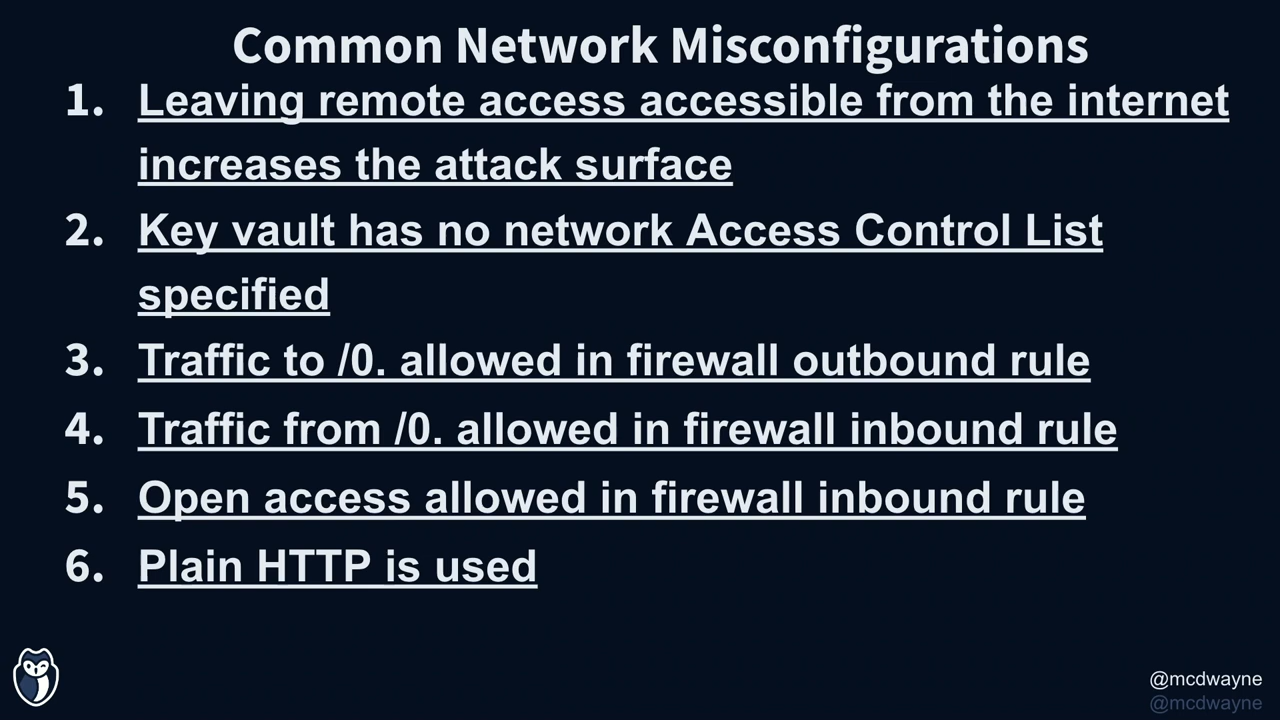 Common Network Misconfigurations
1. Leaving remote access accessible from the internet
increases the attack surface
2. Key vault has no network Access Control List
specified
3. Traffic to /0. allowed in firewall outbound rule
4. Traffic from /0. allowed in firewall inbound rule
5. Open access allowed in firewall inbound rule
6. Plain HTTP is used
@mcdwayne
@mcdwayne